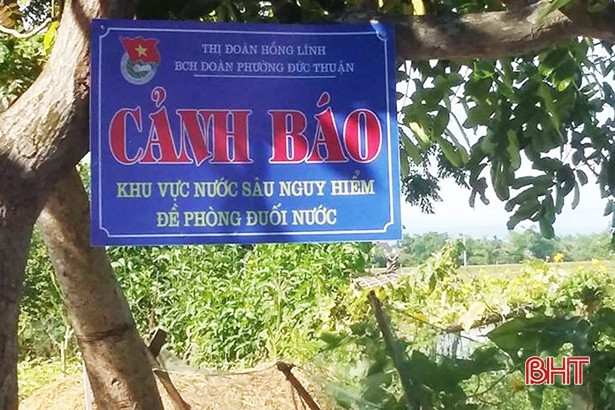 THỊ ĐOÀN HỒNG LĨNH
BCH ĐOÀN PHƯỜNG ĐỨC THUẬN
CẢNH BÁO
KHU VỰC NƯỚC SÂU NGUY HIỂM
ĐỀ PHÒNG ĐUỐI NƯỚC
BHT